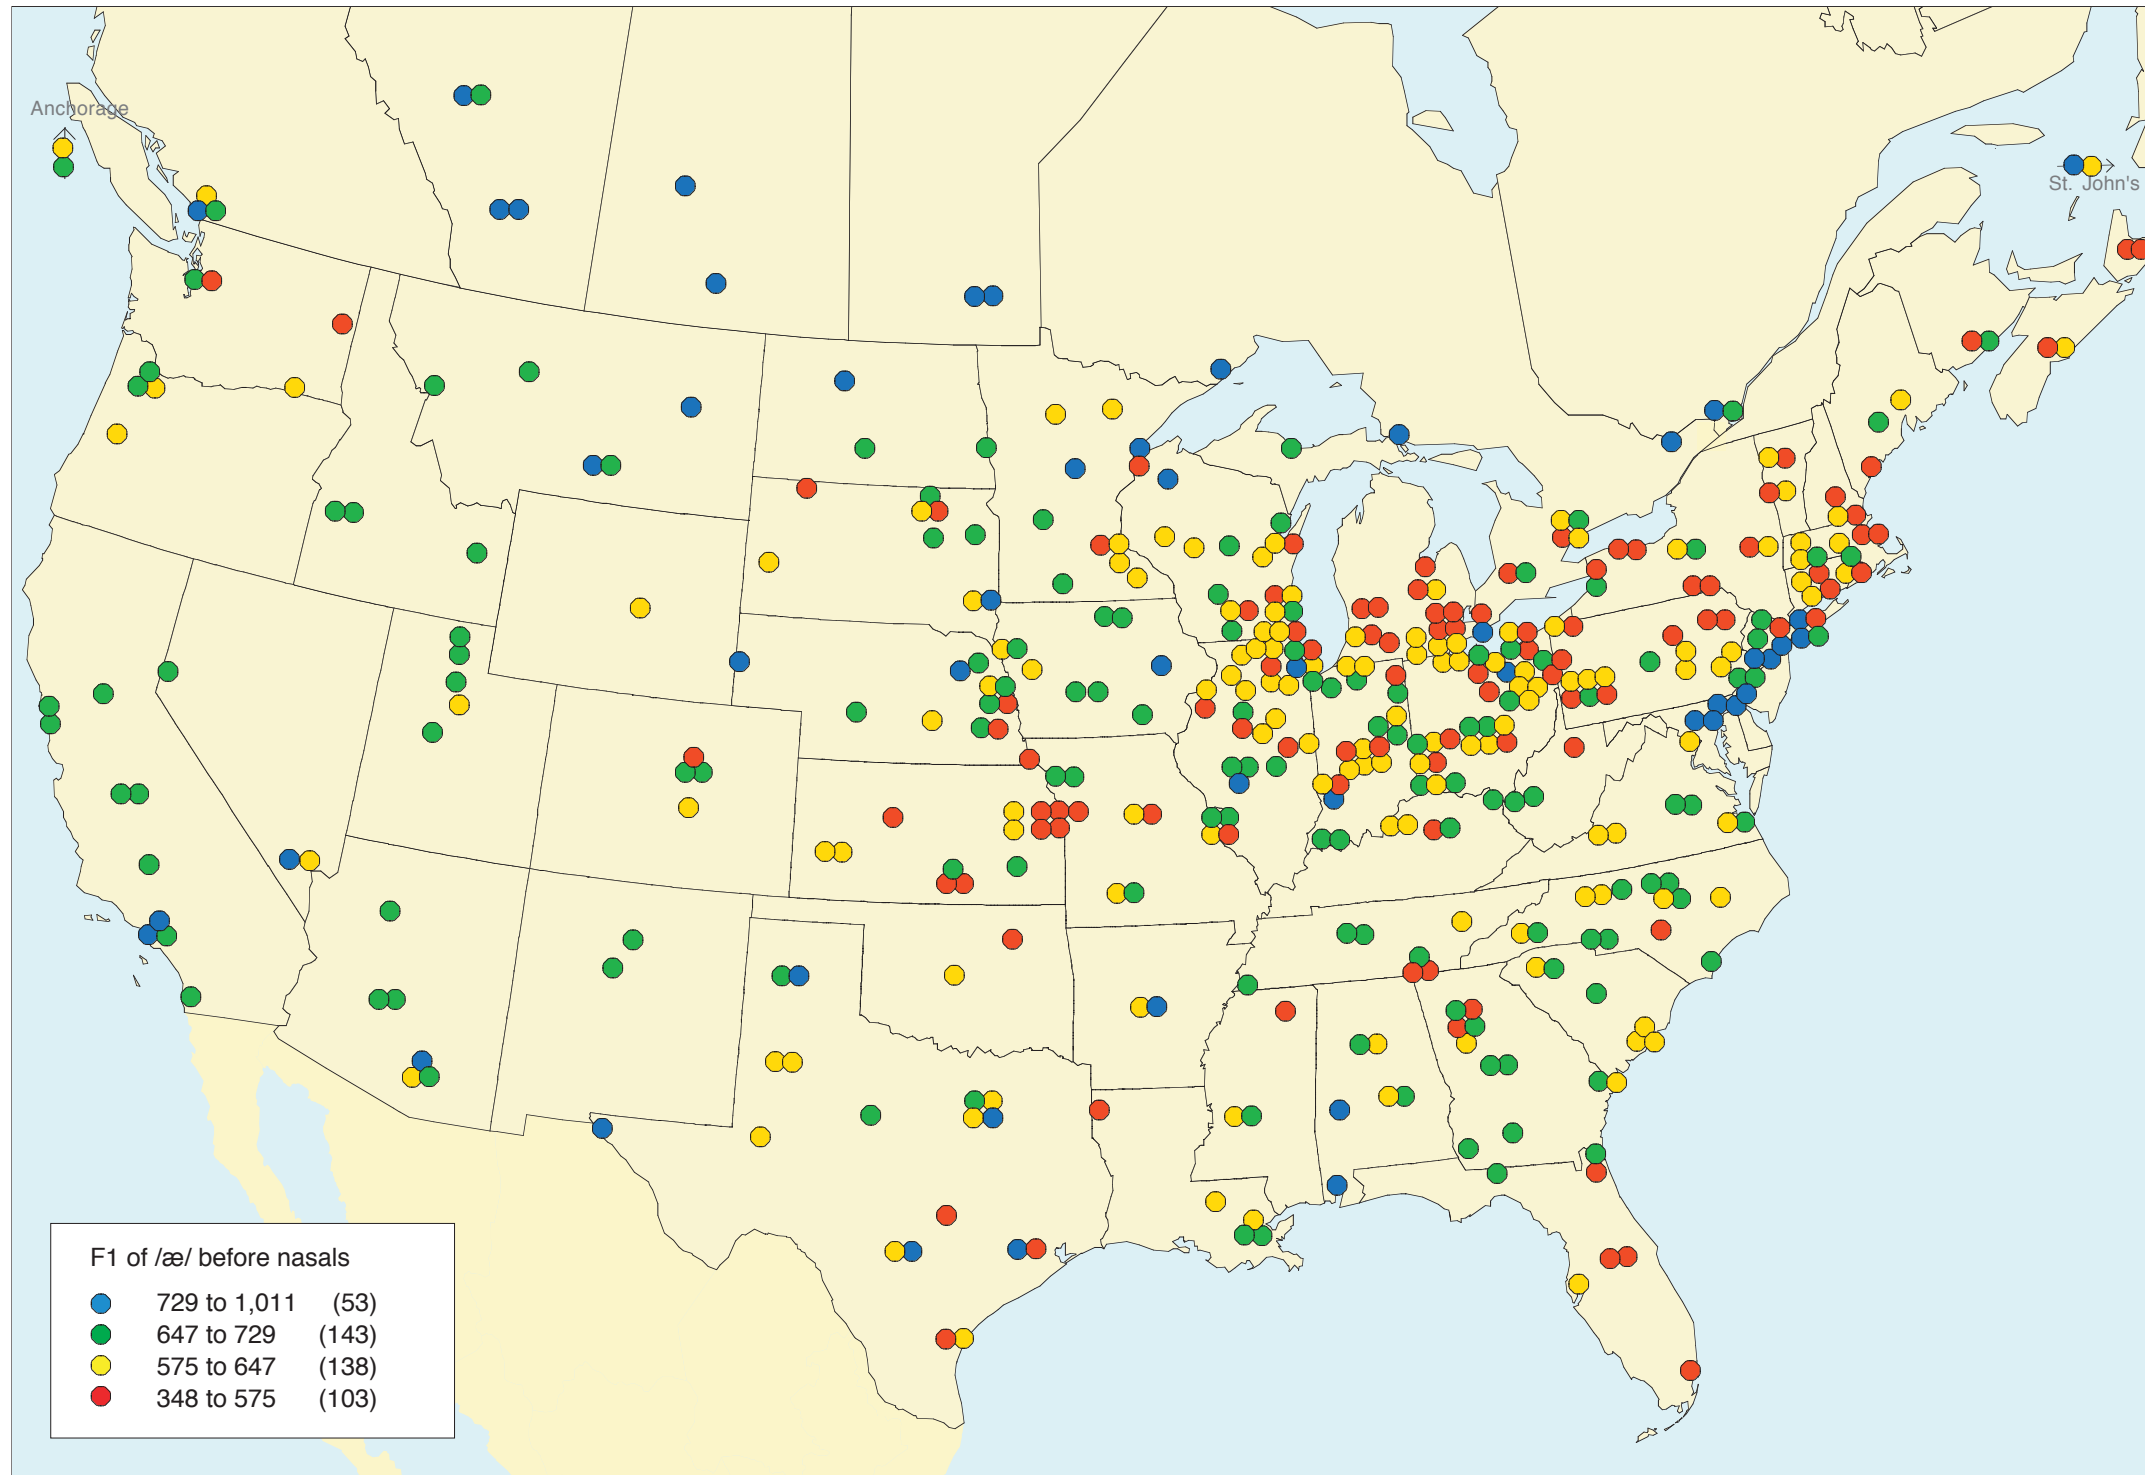 Anchorage
St. John's
F1 of /æ/ before nasals
729 to 1,011 (53)
647 to 729 (143)
575 to 647 (138)
348 to 575 (103)